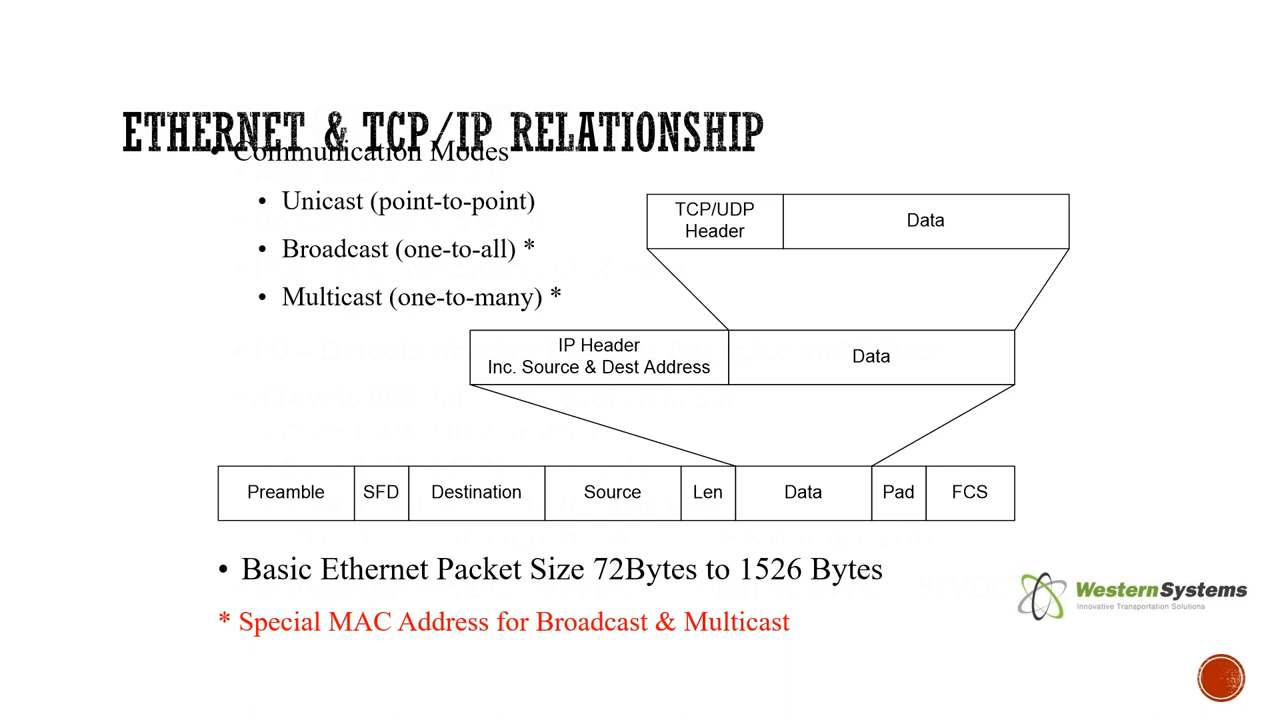 ETHERNET & TCP/IP RELATIONSHIP
• Communication Modes
• Unicast (point-to-point)
• Broadcast (one-to-all) *
• Multicast (one-to-many) *
TCP/UDP
Header
Data
IP Header
Inc. Source & Dest Address
Data
Preamble SFD Destination Source Len Data Pad FCS
• Basic Ethernet Packet Size 72Bytes to 1526 Bytes
* Special MAC Address for Broadcast & Multicast
WesternSystems
Innovative Transportation Solutions